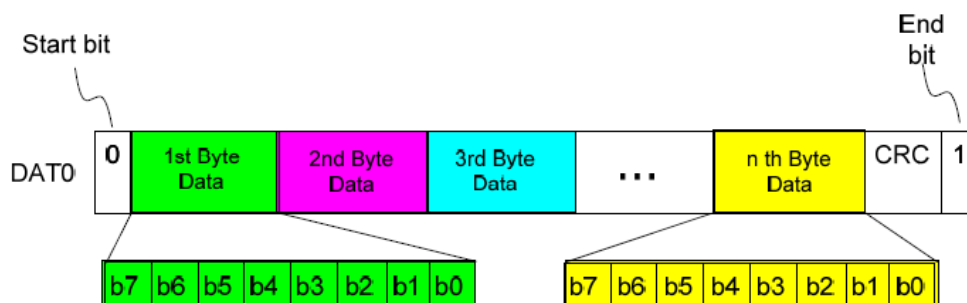 Start bit
End
bit
DAT0
0
1st Byte
Data
2nd Byte
Data
3rd Byte
Data
...
n th Byte
Data
CRC
1
b7 b6 b5 b4 b3 b2 b1 b0
b7 b6 b5 b4 b3 b2 b1 b0